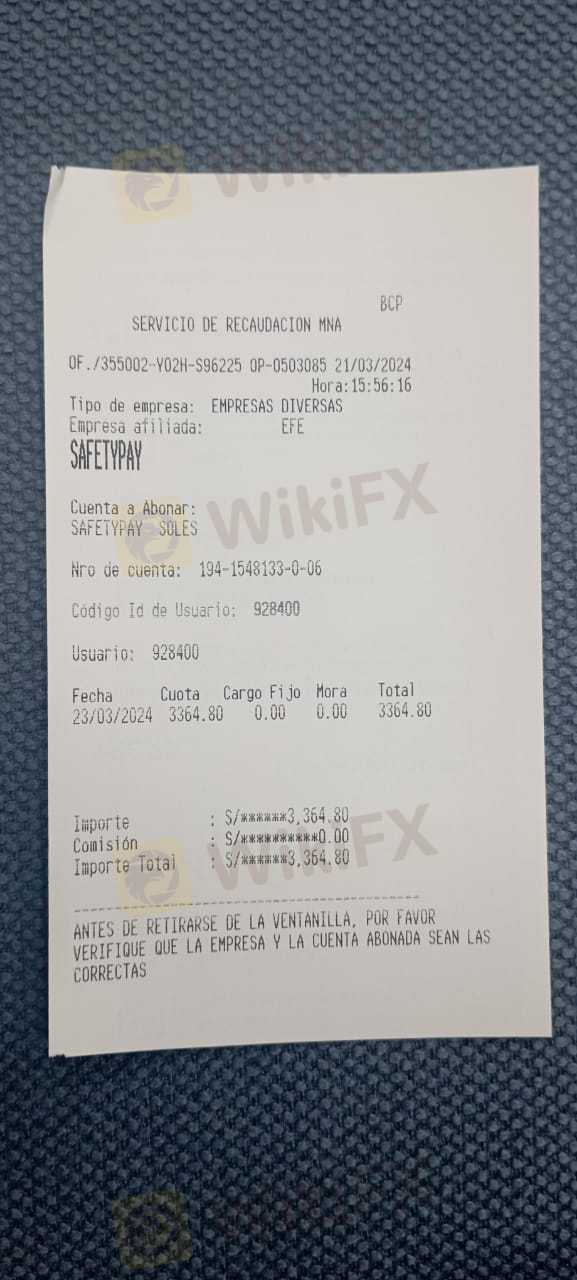 WikiFX
BCP
SERVICIO DE RECAUDACION MNA
OF./355002-Y02H-S96225 OP-0503085 21/03/2024
Hora:15:56:16
Tipo de empresa: EMPRESAS DIVERSAS
Empresa afiliada: EFE
SAFETYPAY
WikiFX
Cuenta a Abonar:
SAFETYPAY SOLES
Nro de cuenta: 194-1548133-0-06
Código Id de Usuario: 928400
Usuario: 928400
Fecha Cuota Cargo Fijo Mora Total
23/03/2024 3364.80 0.00 0.00 3364.80
Importe : S/******3,364.80
Comisión : S/**********0.00
Importe Total : S/******3,364.80
WikiFX
ANTES DE RETIRARSE DE LA VENTANILLA, POR FAVOR
VERIFIQUE QUE LA EMPRESA Y LA CUENTA ABONADA SEAN LAS
CORRECTAS
WikiFX